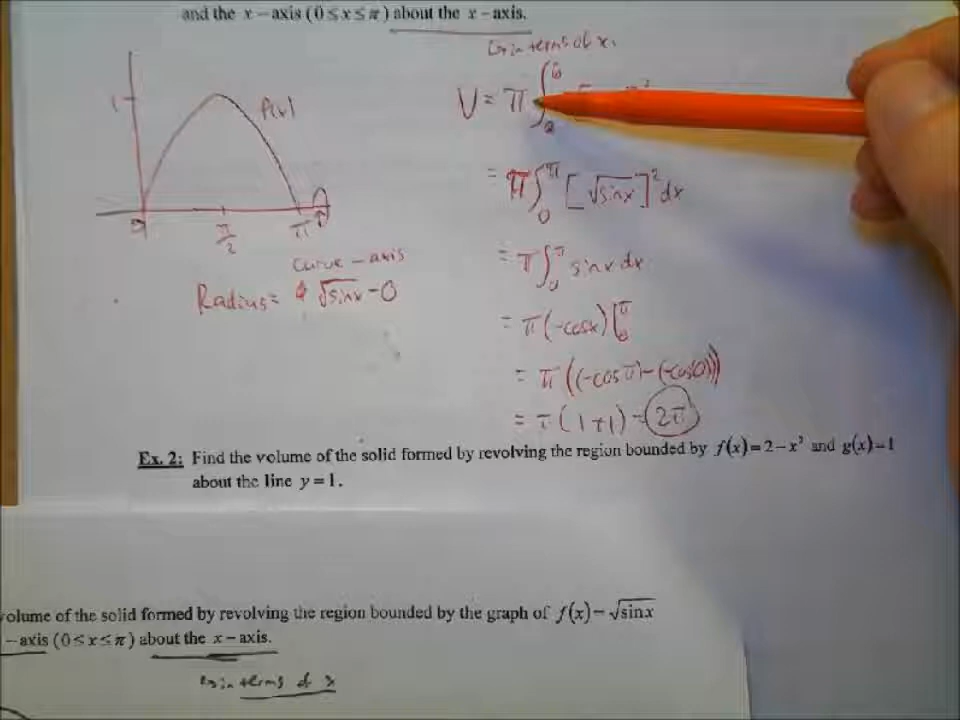 and the x – axis (0 ≤ x ≤ π) about the x – axis.
in terms of x.
V = π ∫
1
f(x)
= π ∫₀^π [√sinx]² dx
0 π/2 π
curve – axis
= π ∫₀^π sinx dx
Radius = √sinx – 0
= π(-cosx) |₀^π
= π((-cosπ) - (-cos0))
= π(1+1) = 2π
Ex. 2: Find the volume of the solid formed by revolving the region bounded by f(x) = 2 – x² and g(x) = 1
about the line y = 1.
volume of the solid formed by revolving the region bounded by the graph of f(x) = √sin x
– axis (0 ≤ x ≤ π) about the x – axis.
in terms of x